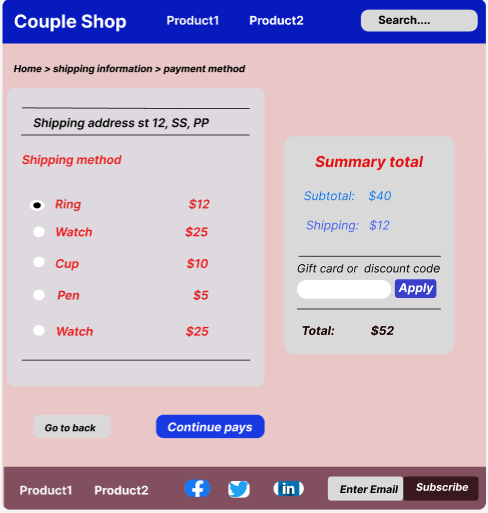 Couple Shop Product1 Product2 Search....
Home > shipping information > payment method
Shipping address st 12, SS, PP
Shipping method
Ring $12
Watch $25
Cup $10
Pen $5
Watch $25
Summary total
Subtotal: $40
Shipping: $12
Gift card or discount code
Apply
Total: $52
Go to back Continue pays
Product1 Product2 in Enter Email Subscribe